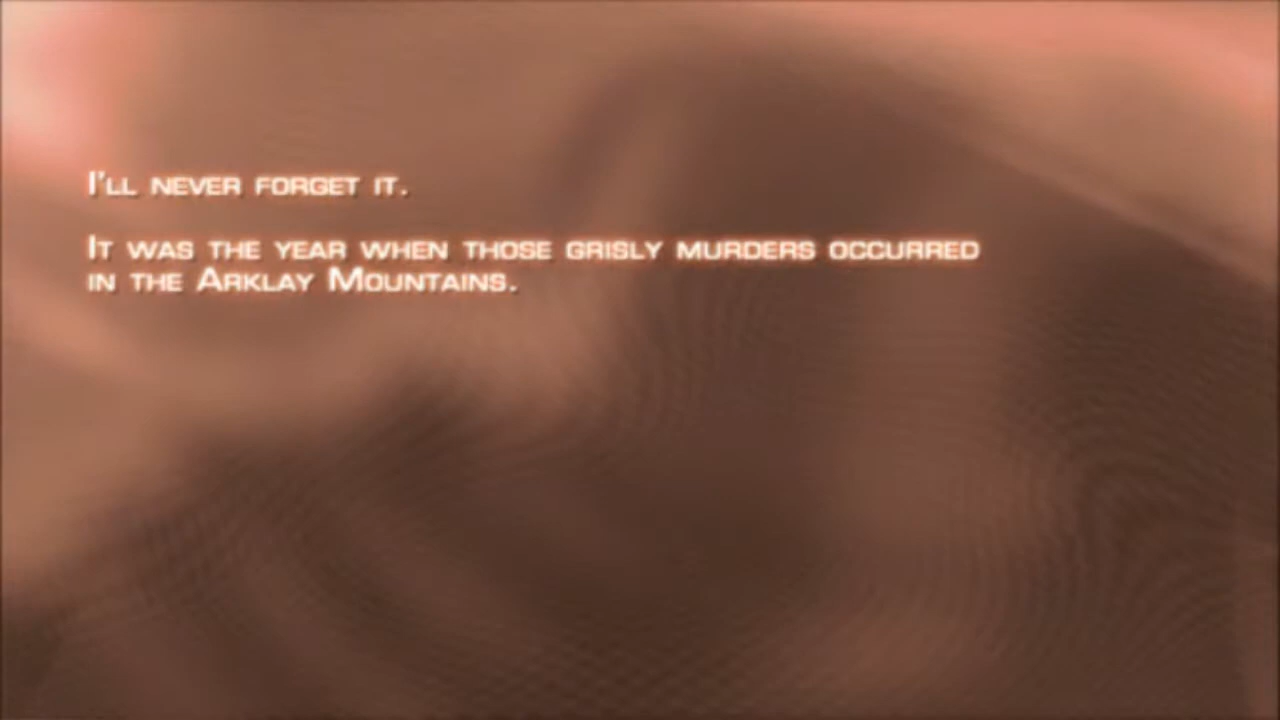 I'll never forget it.
It was the year when those grisly murders occurred
in the Arklay Mountains.